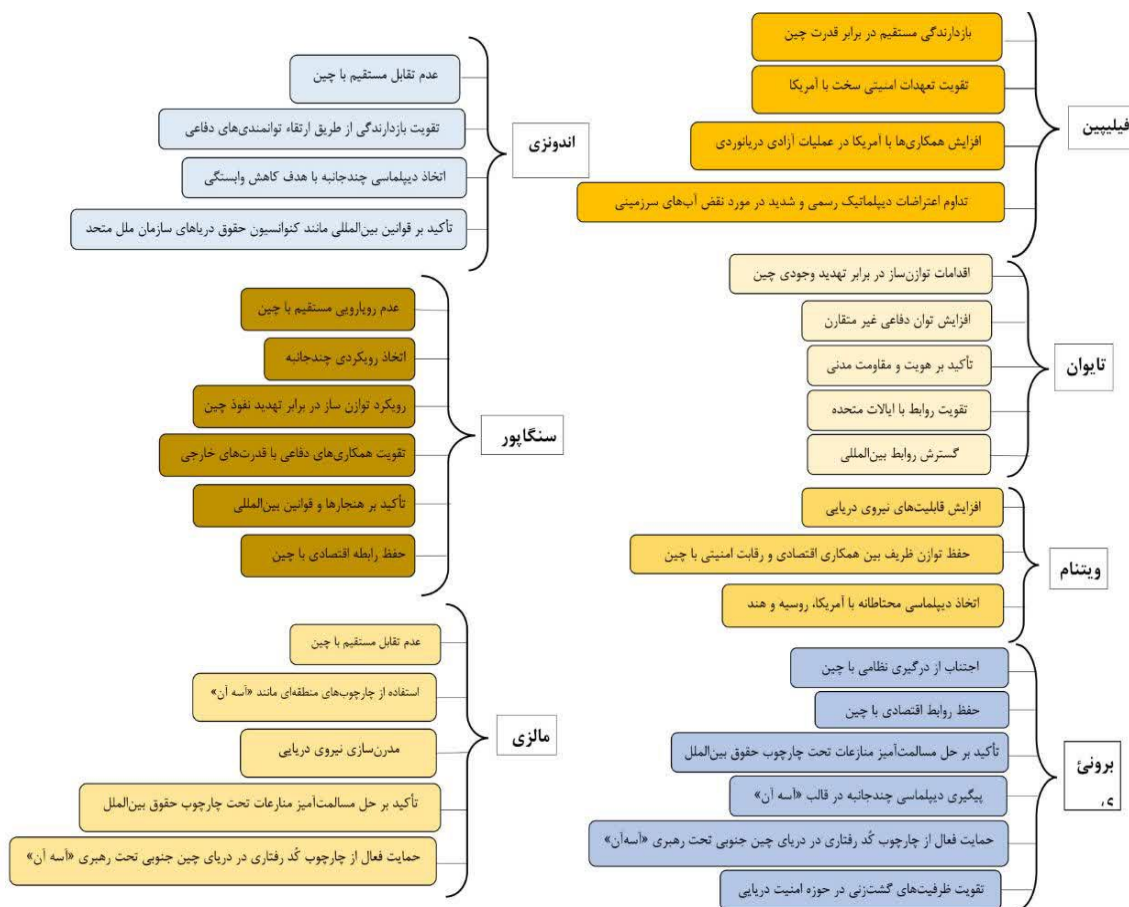 فیلیپین
بازدارندگی مستقیم در برابر قدرت چین
تقویت تعهدات امنیتی سخت با آمریکا
افزایش همکاری‌ها با آمریکا در عملیات آزادی دریانوردی
تداوم اعتراضات دیپلماتیک رسمی و شدید در مورد نقض آب‌های سرزمینی
تایوان
اقدامات توازن‌ساز در برابر تهدید وجودی چین
افزایش توان دفاعی غیر متقارن
تأکید بر هویت و مقاومت مدنی
تقویت روابط با ایالات متحده
گسترش روابط بین‌المللی
ویتنام
افزایش قابلیت‌های نیروی دریایی
حفظ توازن ظریف بین همکاری اقتصادی و رقابت امنیتی با چین
اتخاذ دیپلماسی محتاطانه با آمریکا، روسیه و هند
برونئ
ی
اجتناب از درگیری نظامی با چین
حفظ روابط اقتصادی با چین
تأکید بر حل مسالمت‌آمیز منازعات تحت چارچوب حقوق بین‌الملل
پیگیری دیپلماسی چندجانبه در قالب «آسه آن»
حمایت فعال از چارچوب کُد رفتاری در دریای چین جنوبی تحت رهبری «آسه‌آن»
تقویت ظرفیت‌های گشت‌زنی در حوزه امنیت دریایی
اندونزی
عدم تقابل مستقیم با چین
تقویت بازدارندگی از طریق ارتقاء توانمندی‌های دفاعی
اتخاذ دیپلماسی چندجانبه با هدف کاهش وابستگی
تأکید بر قوانین بین‌المللی مانند کنوانسیون حقوق دریاهای سازمان ملل متحد
سنگاپور
عدم رویارویی مستقیم با چین
اتخاذ رویکردی چندجانبه
رویکرد توازن ساز در برابر تهدید نفوذ چین
تقویت همکاری‌های دفاعی با قدرت‌های خارجی
تأکید بر هنجارها و قوانین بین‌المللی
حفظ رابطه اقتصادی با چین
مالزی
عدم تقابل مستقیم با چین
استفاده از چارچوب‌های منطقه‌ای مانند «آسه آن»
مدرن‌سازی نیروی دریایی
تأکید بر حل مسالمت‌آمیز منازعات تحت چارچوب حقوق بین‌الملل
حمایت فعال از چارچوب کُد رفتاری در دریای چین جنوبی تحت رهبری «آسه آن»